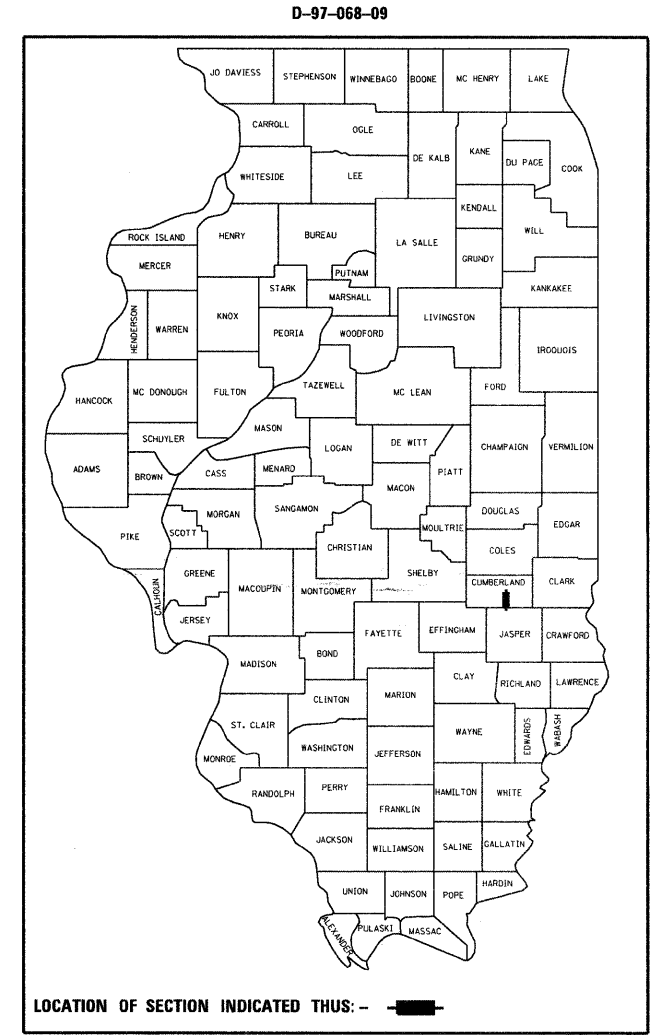 D-97-068-09
JO DAVIESS
STEPHENSON
WINNEBAGO
BOONE
MC HENRY
LAKE
CARROLL
OGLE
DE KALB
KANE
DU PAGE
COOK
WHITESIDE
LEE
KENDALL
ROCK ISLAND
HENRY
BUREAU
LA SALLE
GRUNDY
WILL
MERCER
PUTNAM
STARK
MARSHALL
KANKAKEE
HENDERSON
WARREN
KNOX
PEORIA
WOODFORD
LIVINGSTON
IROQUOIS
HANCOCK
MC DONOUGH
FULTON
TAZEWELL
MC LEAN
FORD
MASON
SCHUYLER
LOGAN
DE WITT
CHAMPAIGN
VERMILION
ADAMS
BROWN
CASS
MENARD
MACON
PIATT
PIKE
SCOTT
MORGAN
SANGAMON
CHRISTIAN
MOULTRIE
DOUGLAS
EDGAR
COLES
CALHOUN
GREENE
MACOUPIN
MONTGOMERY
SHELBY
CUMBERLAND
CLARK
JERSEY
FAYETTE
EFFINGHAM
JASPER
CRAWFORD
MADISON
BOND
CLAY
RICHLAND
LAWRENCE
CLINTON
MARION
ST. CLAIR
WAYNE
EDWARDS
WABASH
MONROE
WASHINGTON
JEFFERSON
RANDOLPH
PERRY
FRANKLIN
HAMILTON
WHITE
JACKSON
WILLIAMSON
SALINE
GALLATIN
UNION
JOHNSON
POPE
HARDIN
ALEXANDER
PULASKI
MASSAC
LOCATION OF SECTION INDICATED THUS: -